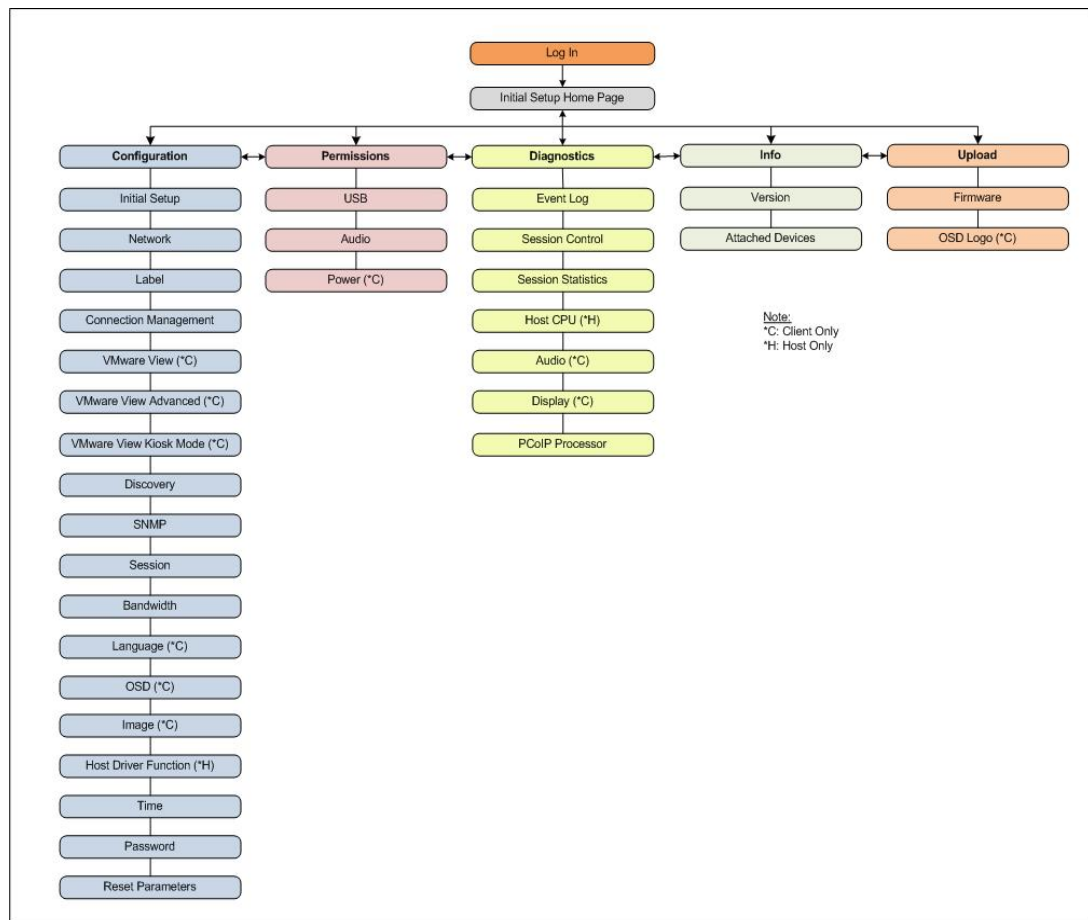 Log In
Initial Setup Home Page
Configuration
Initial Setup
Network
Label
Connection Management
VMware View (*C)
VMware View Advanced (*C)
VMware View Kiosk Mode (*C)
Discovery
SNMP
Session
Bandwidth
Language (*C)
OSD (*C)
Image (*C)
Host Driver Function (*H)
Time
Password
Reset Parameters
Permissions
USB
Audio
Power (*C)
Diagnostics
Event Log
Session Control
Session Statistics
Host CPU (*H)
Audio (*C)
Display (*C)
PCoIP Processor
Info
Version
Attached Devices
Upload
Firmware
OSD Logo (*C)
Note:
*C: Client Only
*H: Host Only